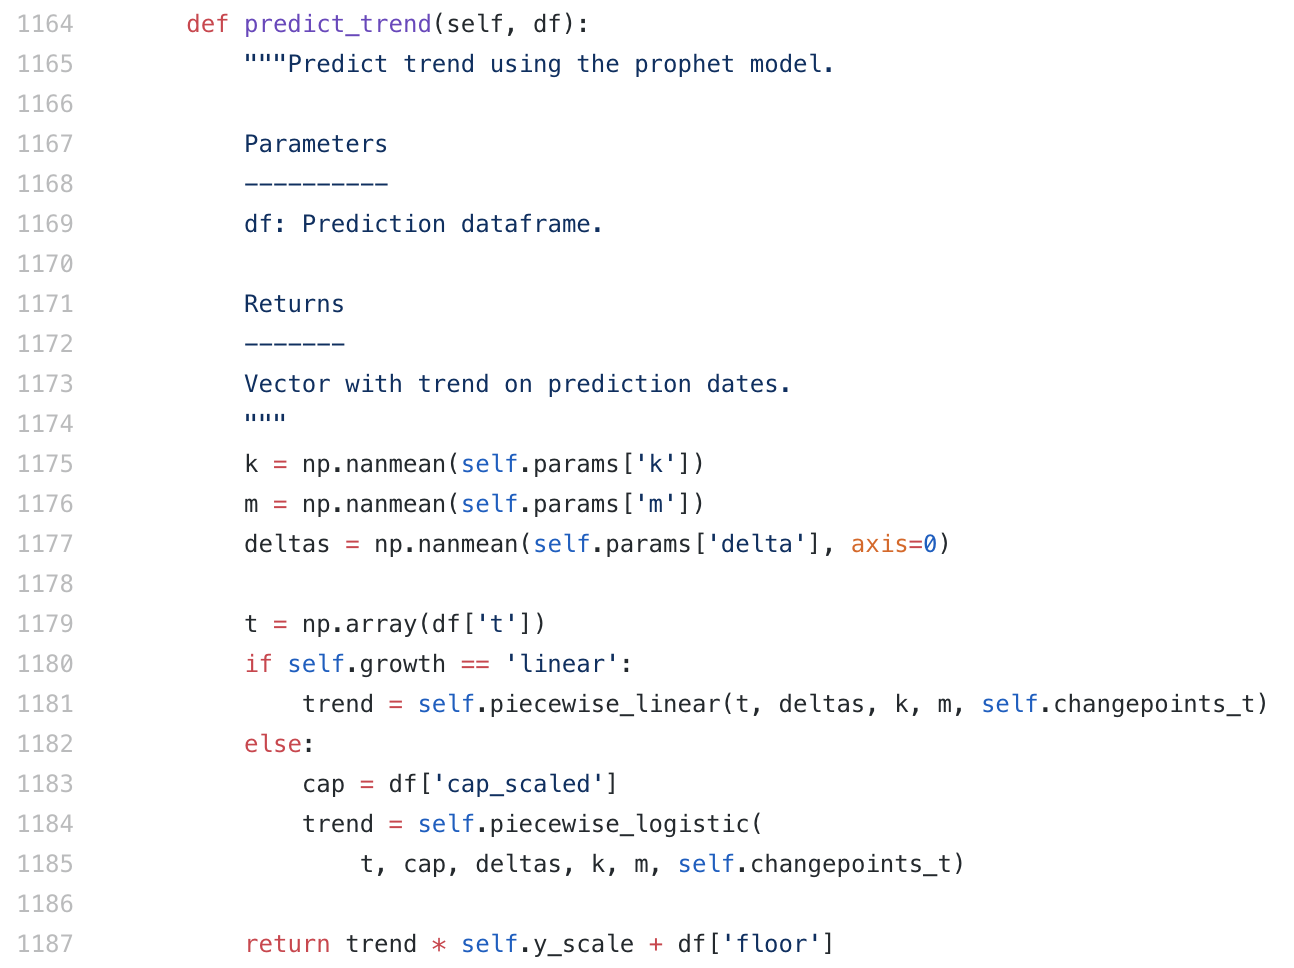 1164 def predict_trend(self, df):
1165 """Predict trend using the prophet model.
1166
1167 Parameters
1168 ----------
1169 df: Prediction dataframe.
1170
1171 Returns
1172 -------
1173 Vector with trend on prediction dates.
1174 """
1175 k = np.nanmean(self.params['k'])
1176 m = np.nanmean(self.params['m'])
1177 deltas = np.nanmean(self.params['delta'], axis=0)
1178
1179 t = np.array(df['t'])
1180 if self.growth == 'linear':
1181 trend = self.piecewise_linear(t, deltas, k, m, self.changepoints_t)
1182 else:
1183 cap = df['cap_scaled']
1184 trend = self.piecewise_logistic(
1185 t, cap, deltas, k, m, self.changepoints_t)
1186
1187 return trend * self.y_scale + df['floor']